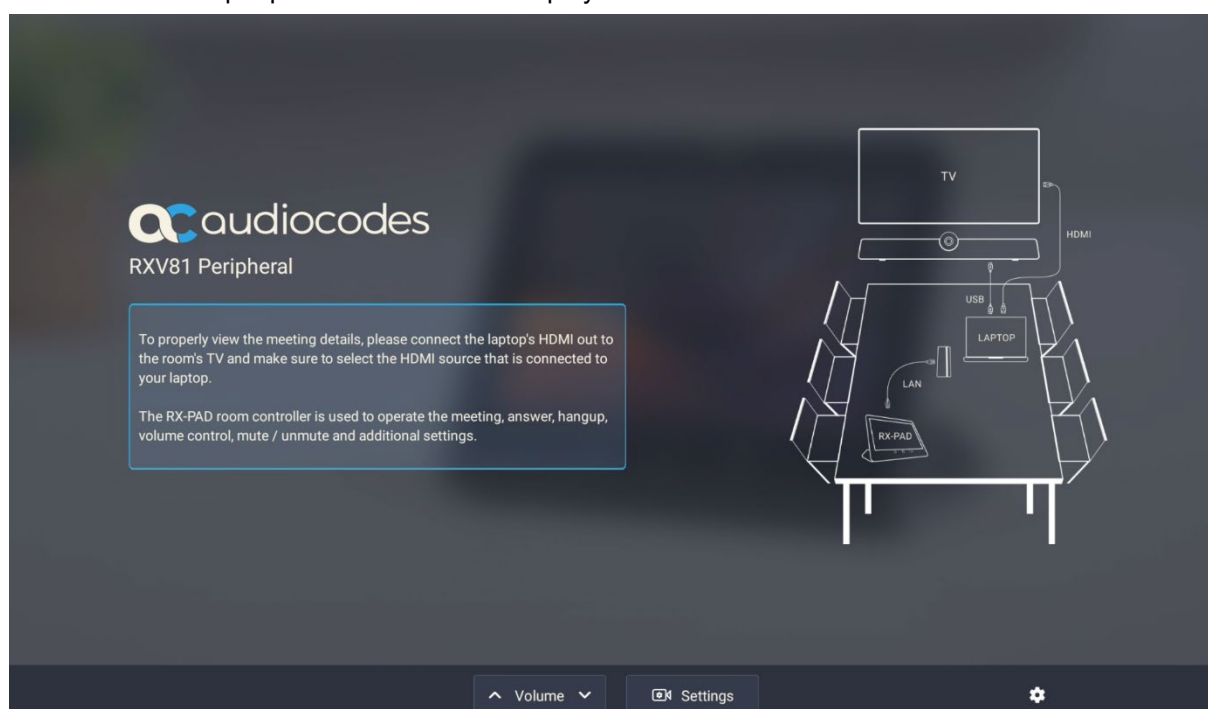 audiocodes
RXV81 Peripheral
To properly view the meeting details, please connect the laptop's HDMI out to
the room's TV and make sure to select the HDMI source that is connected to
your laptop.
The RX-PAD room controller is used to operate the meeting, answer, hangup,
volume control, mute / unmute and additional settings.
TV
HDMI
USB
LAPTOP
LAN
RX-PAD
Volume
Settings